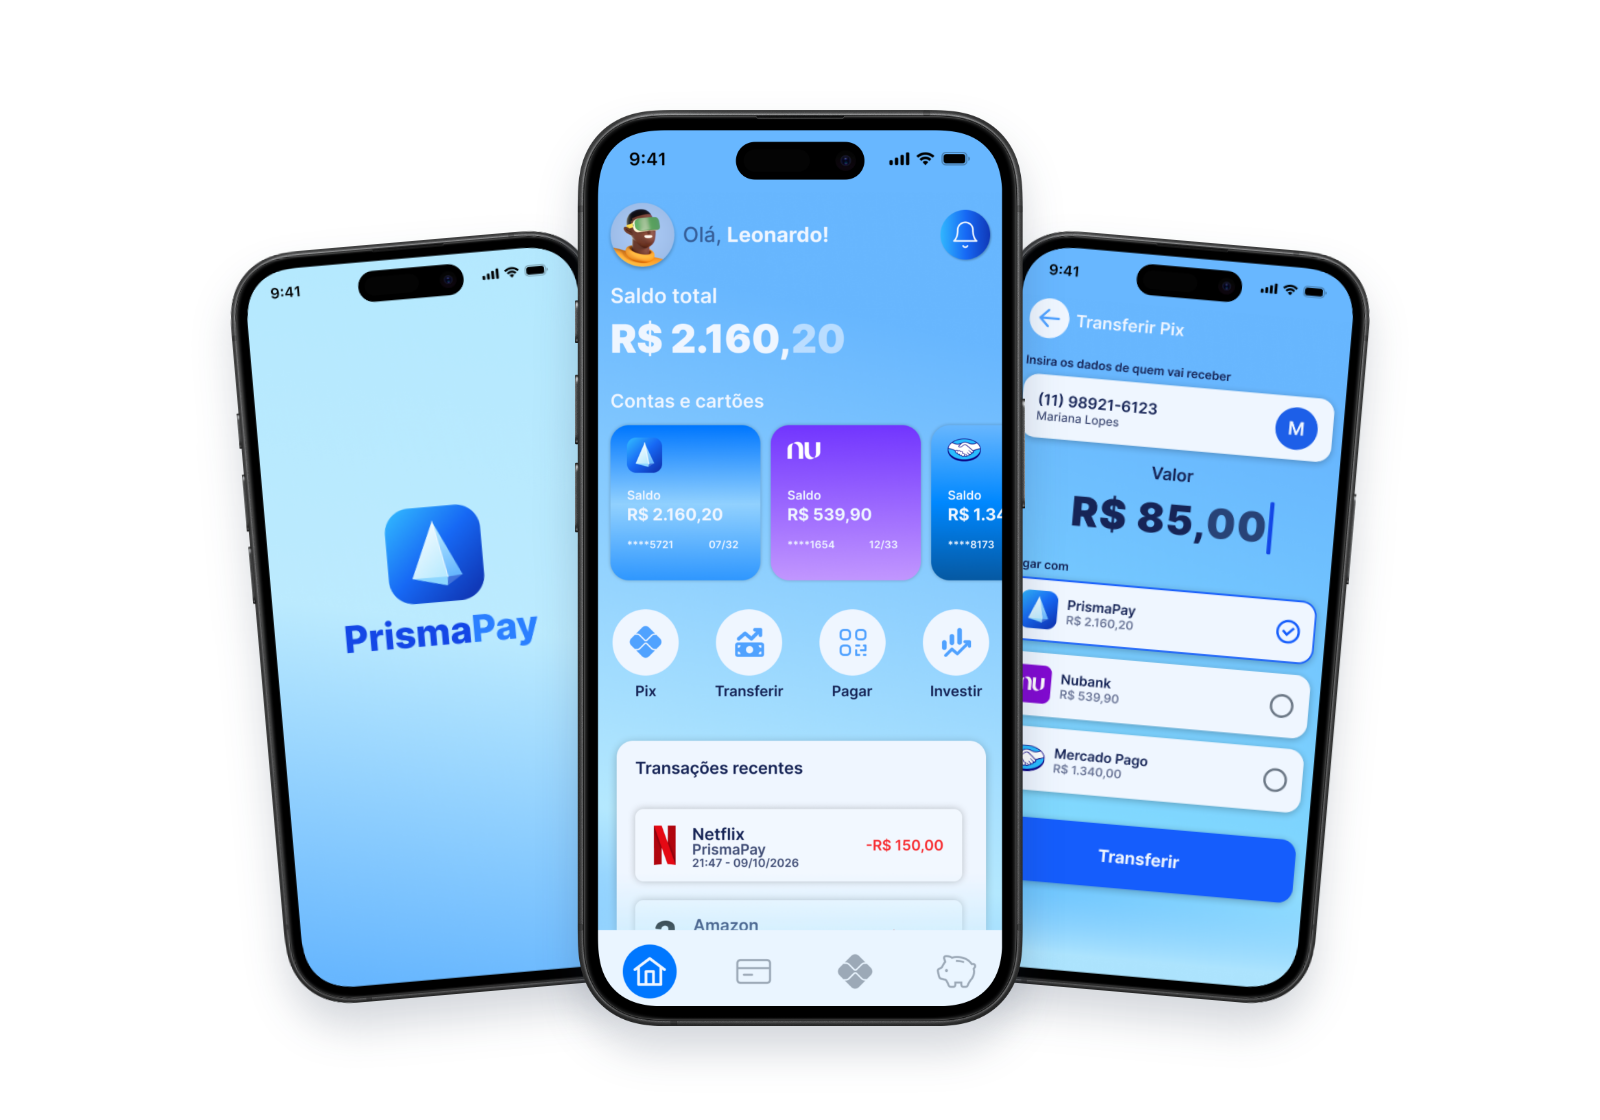 9:41
PrismaPay
9:41
Olá, Leonardo!
Saldo total
R$ 2.160,20
Contas e cartões
Saldo
R$ 2.160,20
****5721 07/32
nu
Saldo
R$ 539,90
****1654 12/33
Saldo
R$ 1.34
****8173
Pix
Transferir
Pagar
Investir
Transações recentes
N
Netflix
PrismaPay
21:47 - 09/10/2026
-R$ 150,00
Amazon
9:41
Transferir Pix
Insira os dados de quem vai receber
(11) 98921-6123
Mariana Lopes
M
Valor
R$ 85,00
gar com
PrismaPay
R$ 2.160,20
nu
Nubank
R$ 539,90
Mercado Pago
R$ 1.340,00
Transferir